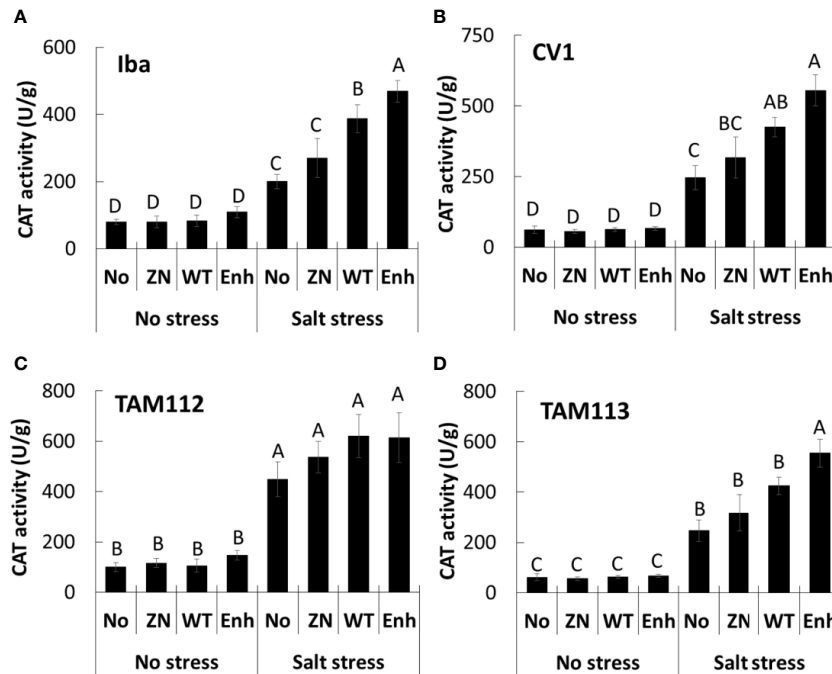 A
Iba
CAT activity (U/g)
600
400
200
0
D D D D C C B A
No ZN WT Enh No ZN WT Enh
No stress Salt stress
B
CV1
CAT activity (U/g)
750
500
250
0
D D D D C BC AB A
No ZN WT Enh No ZN WT Enh
No stress Salt stress
C
TAM112
CAT activity (U/g)
800
600
400
200
0
B B B B A A A A
No ZN WT Enh No ZN WT Enh
No stress Salt stress
D
TAM113
CAT activity (U/g)
800
600
400
200
0
C C C C B B B A
No ZN WT Enh No ZN WT Enh
No stress Salt stress